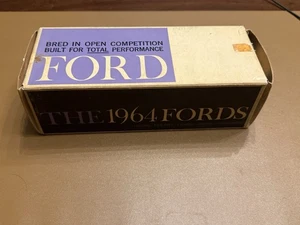 BRED IN OPEN COMPETITION
BUILT FOR TOTAL PERFORMANCE
FORD
THE 1964 FORDS